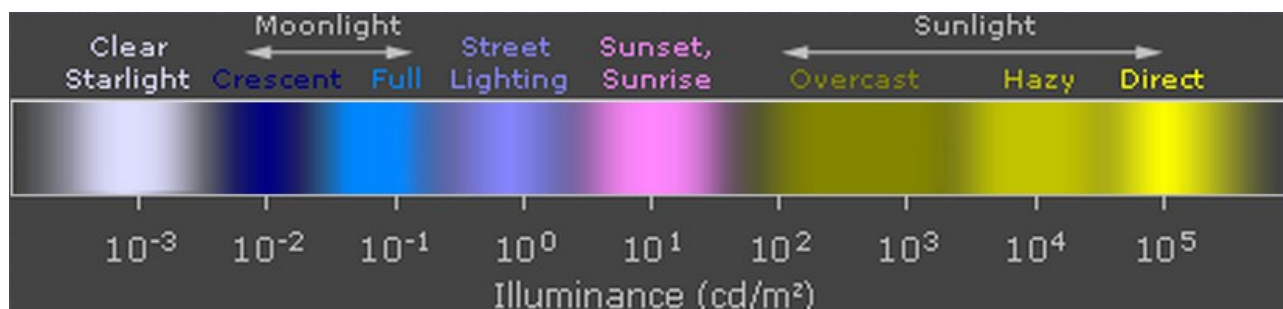 Moonlight
Sunlight
Clear Starlight
Crescent
Full
Street Lighting
Sunset, Sunrise
Overcast
Hazy
Direct
10⁻³ 10⁻² 10⁻¹ 10⁰ 10¹ 10² 10³ 10⁴ 10⁵
Illuminance (cd/m²)